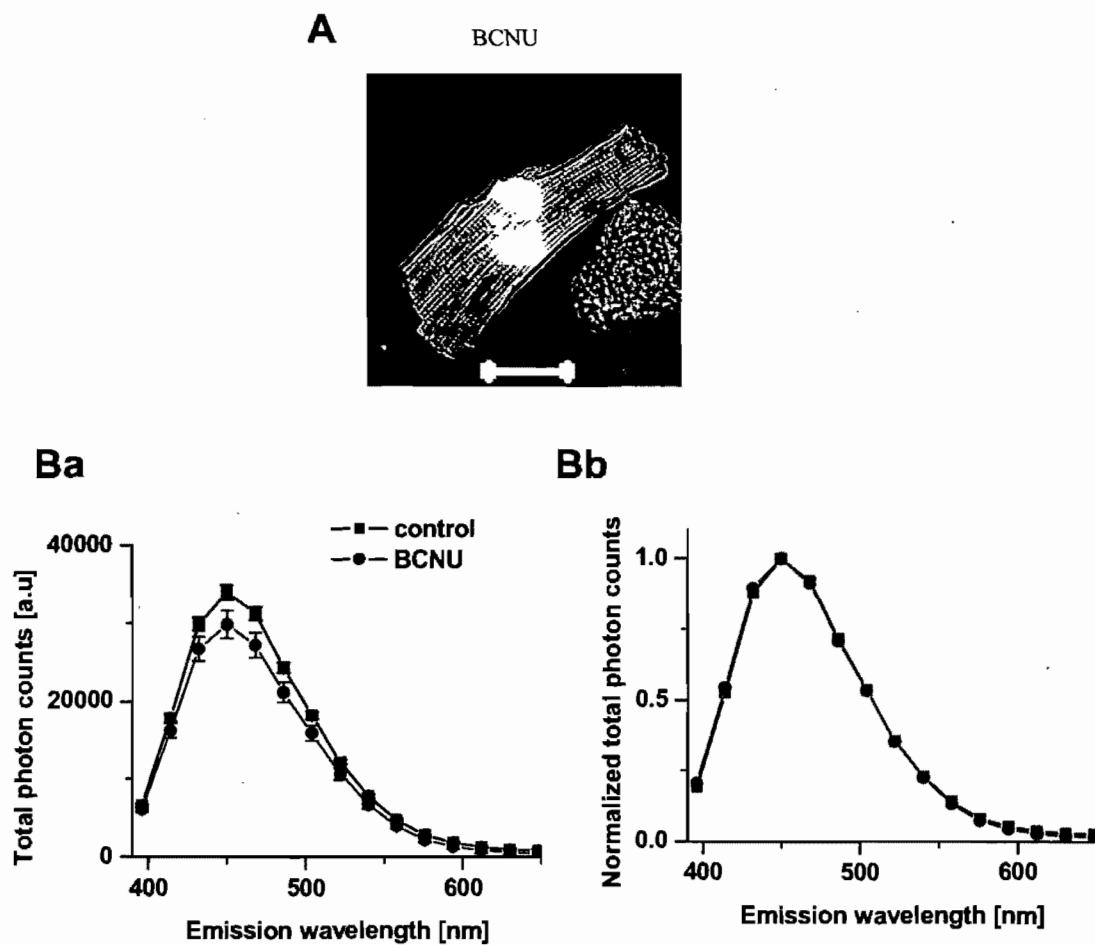 A
BCNU
Ba
control
BCNU
40000
20000
0
Total photon counts [a.u]
400
500
600
Emission wavelength [nm]
Bb
1.0
0.5
0.0
Normalized total photon counts
400
500
600
Emission wavelength [nm]